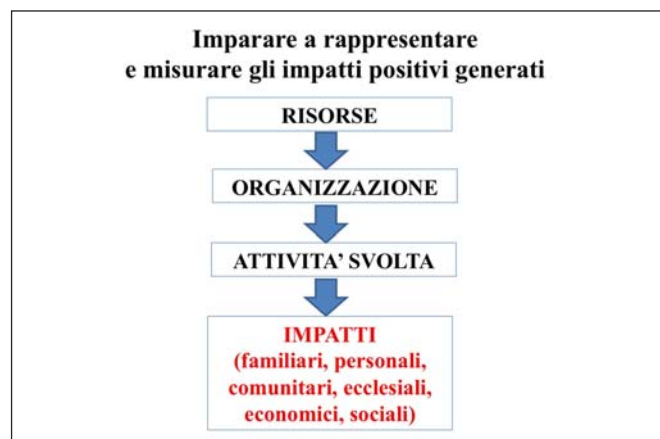 Imparare a rappresentare
e misurare gli impatti positivi generati
RISORSE
ORGANIZZAZIONE
ATTIVITA’ SVOLTA
IMPATTI
(familiari, personali,
comunitari, ecclesiali,
economici, sociali)